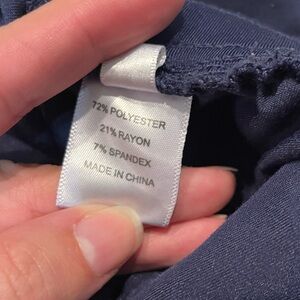 72% POLYESTER
21% RAYON
7% SPANDEX
MADE IN CHINA